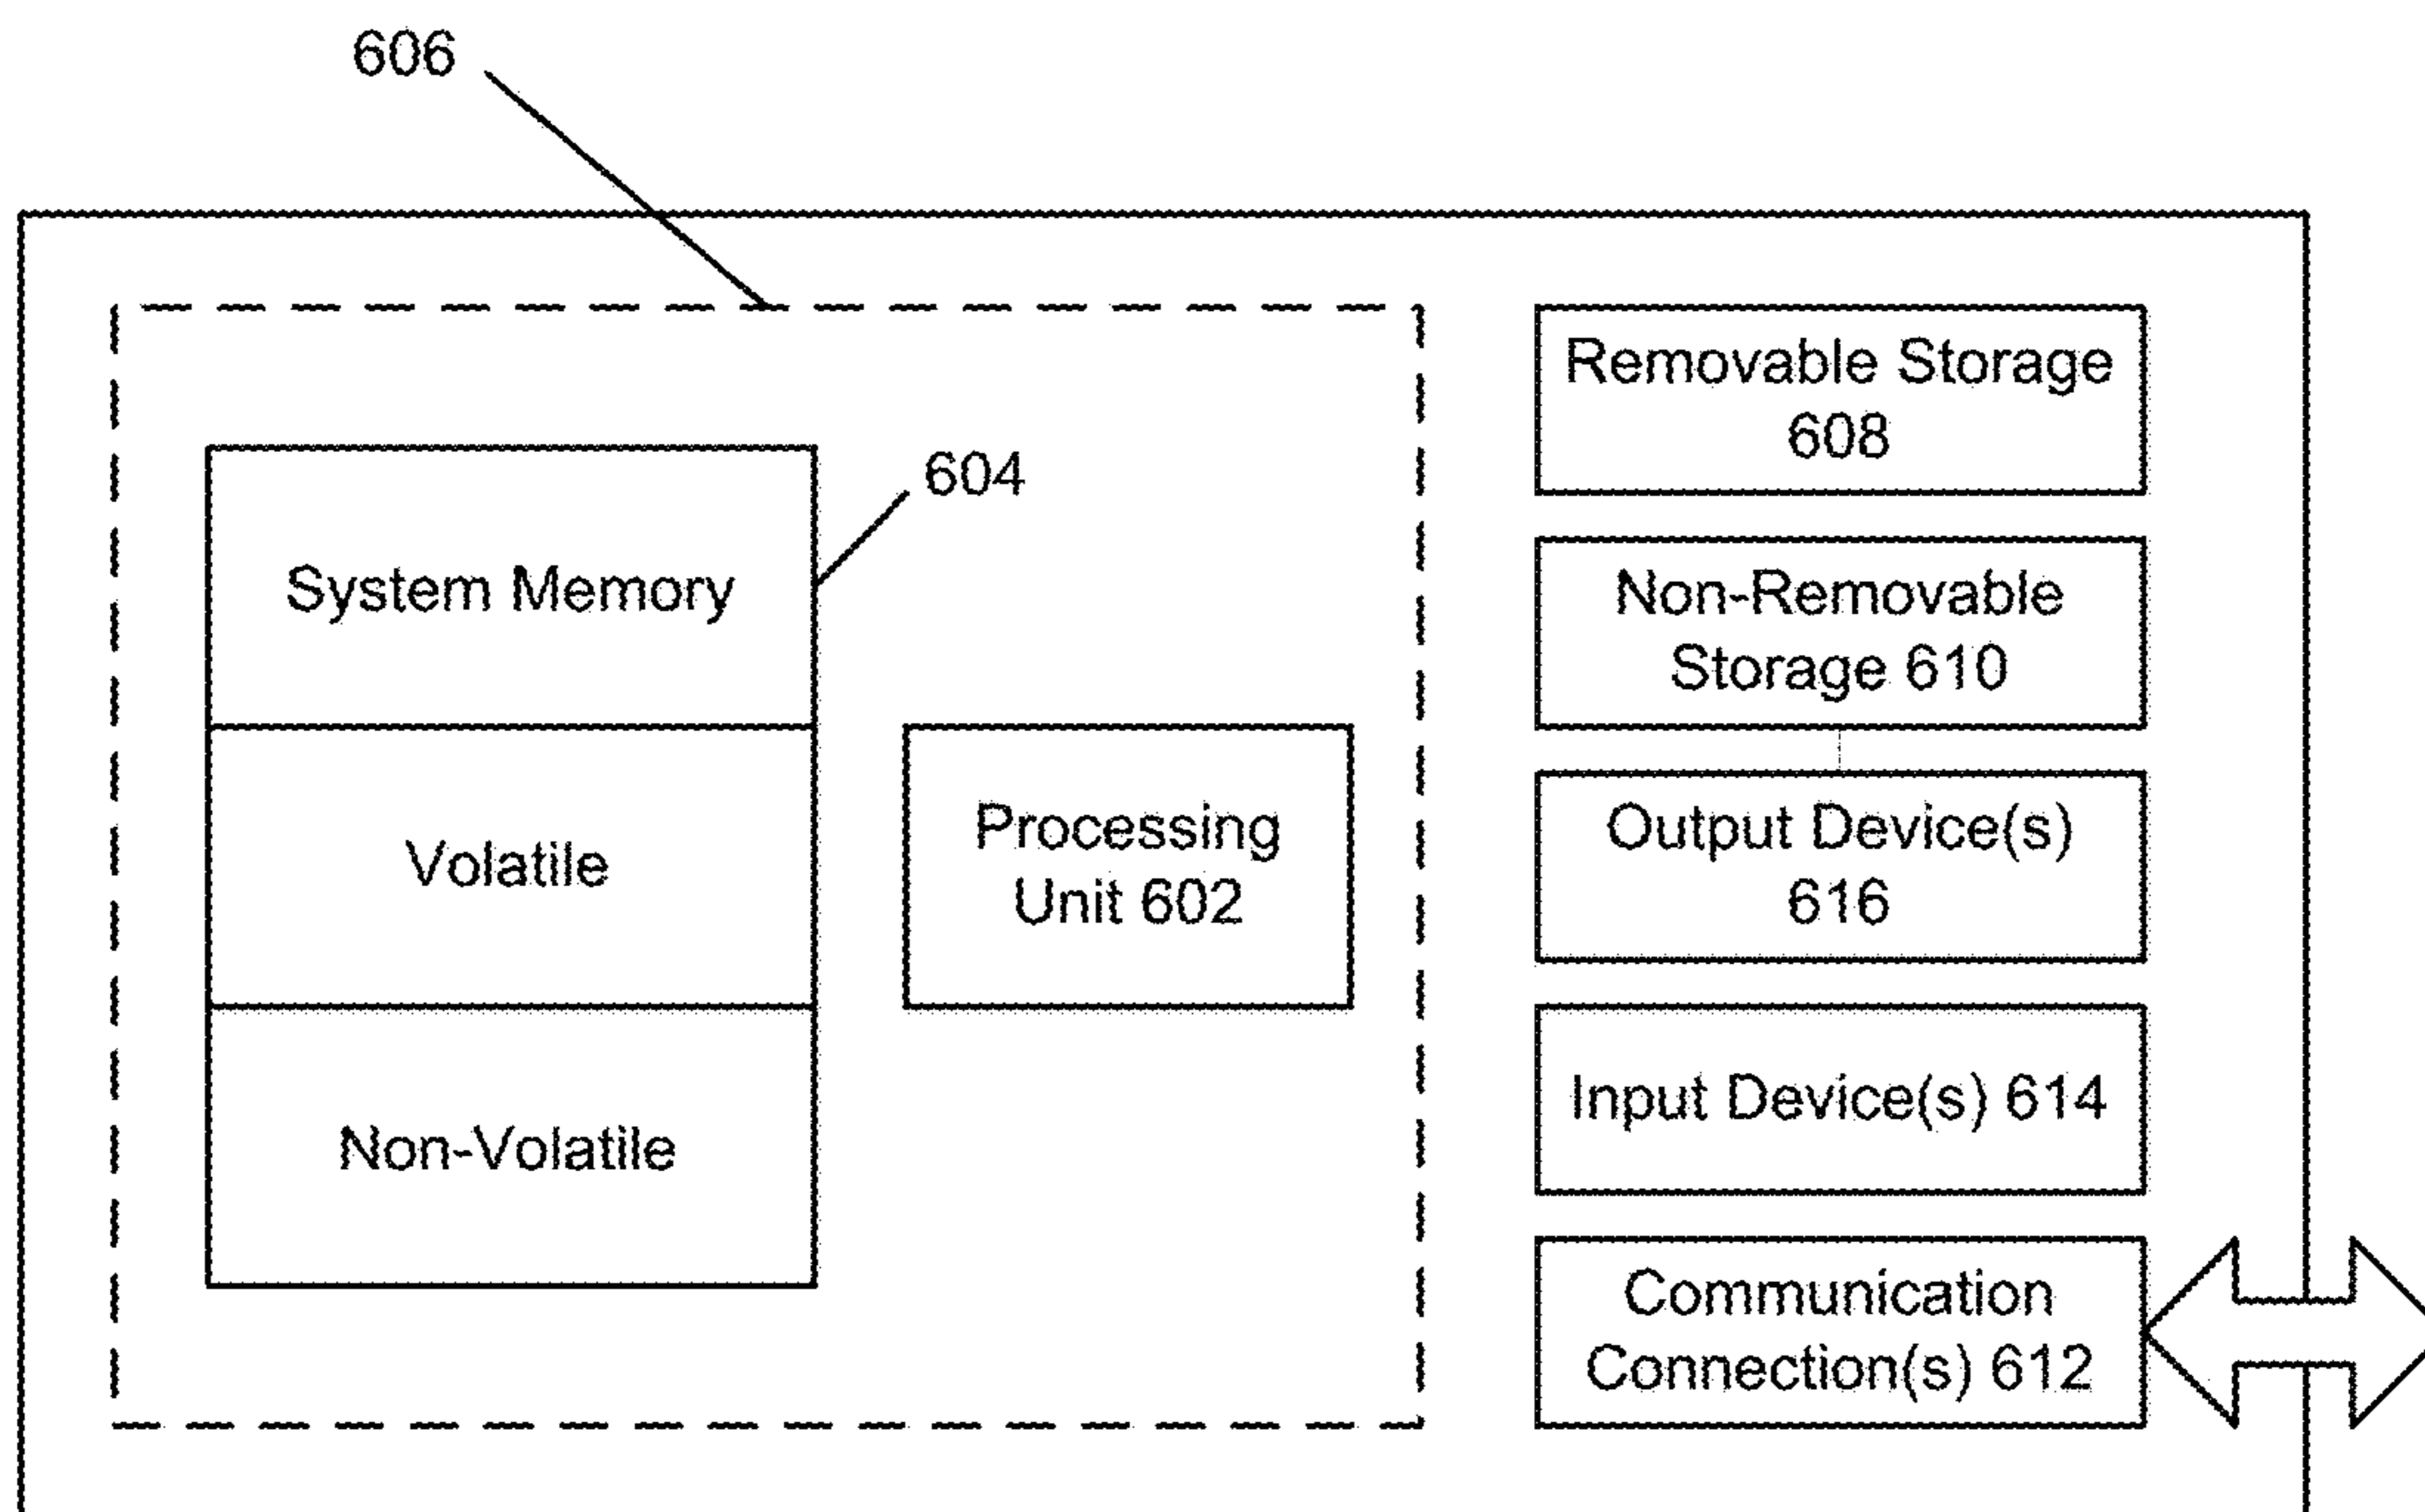 606
604
System Memory
Volatile
Non-Volatile
Processing
Unit 602
Removable Storage
608
Non-Removable
Storage 610
Output Device(s)
616
Input Device(s) 614
Communication
Connection(s) 612